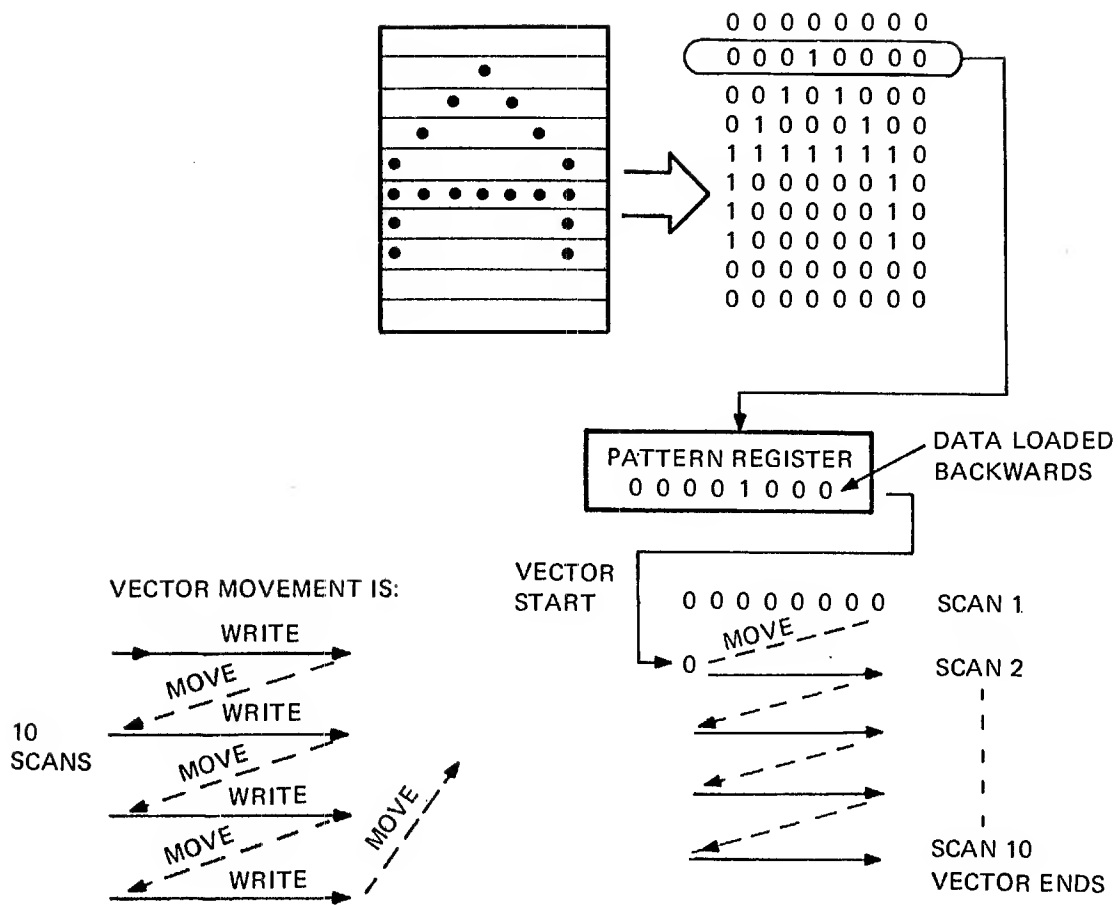 0 0 0 0 0 0 0 0
0 0 0 1 0 0 0 0
0 0 1 0 1 0 0 0
0 1 0 0 0 1 0 0
1 1 1 1 1 1 1 0
1 0 0 0 0 0 1 0
1 0 0 0 0 0 1 0
1 0 0 0 0 0 1 0
0 0 0 0 0 0 0 0
0 0 0 0 0 0 0 0
PATTERN REGISTER
0 0 0 0 1 0 0 0
DATA LOADED
BACKWARDS
VECTOR
START
0 0 0 0 0 0 0 0 SCAN 1
MOVE
0 SCAN 2
SCAN 10
VECTOR ENDS
VECTOR MOVEMENT IS:
WRITE
MOVE
WRITE
10
SCANS
MOVE
WRITE
MOVE
MOVE
WRITE